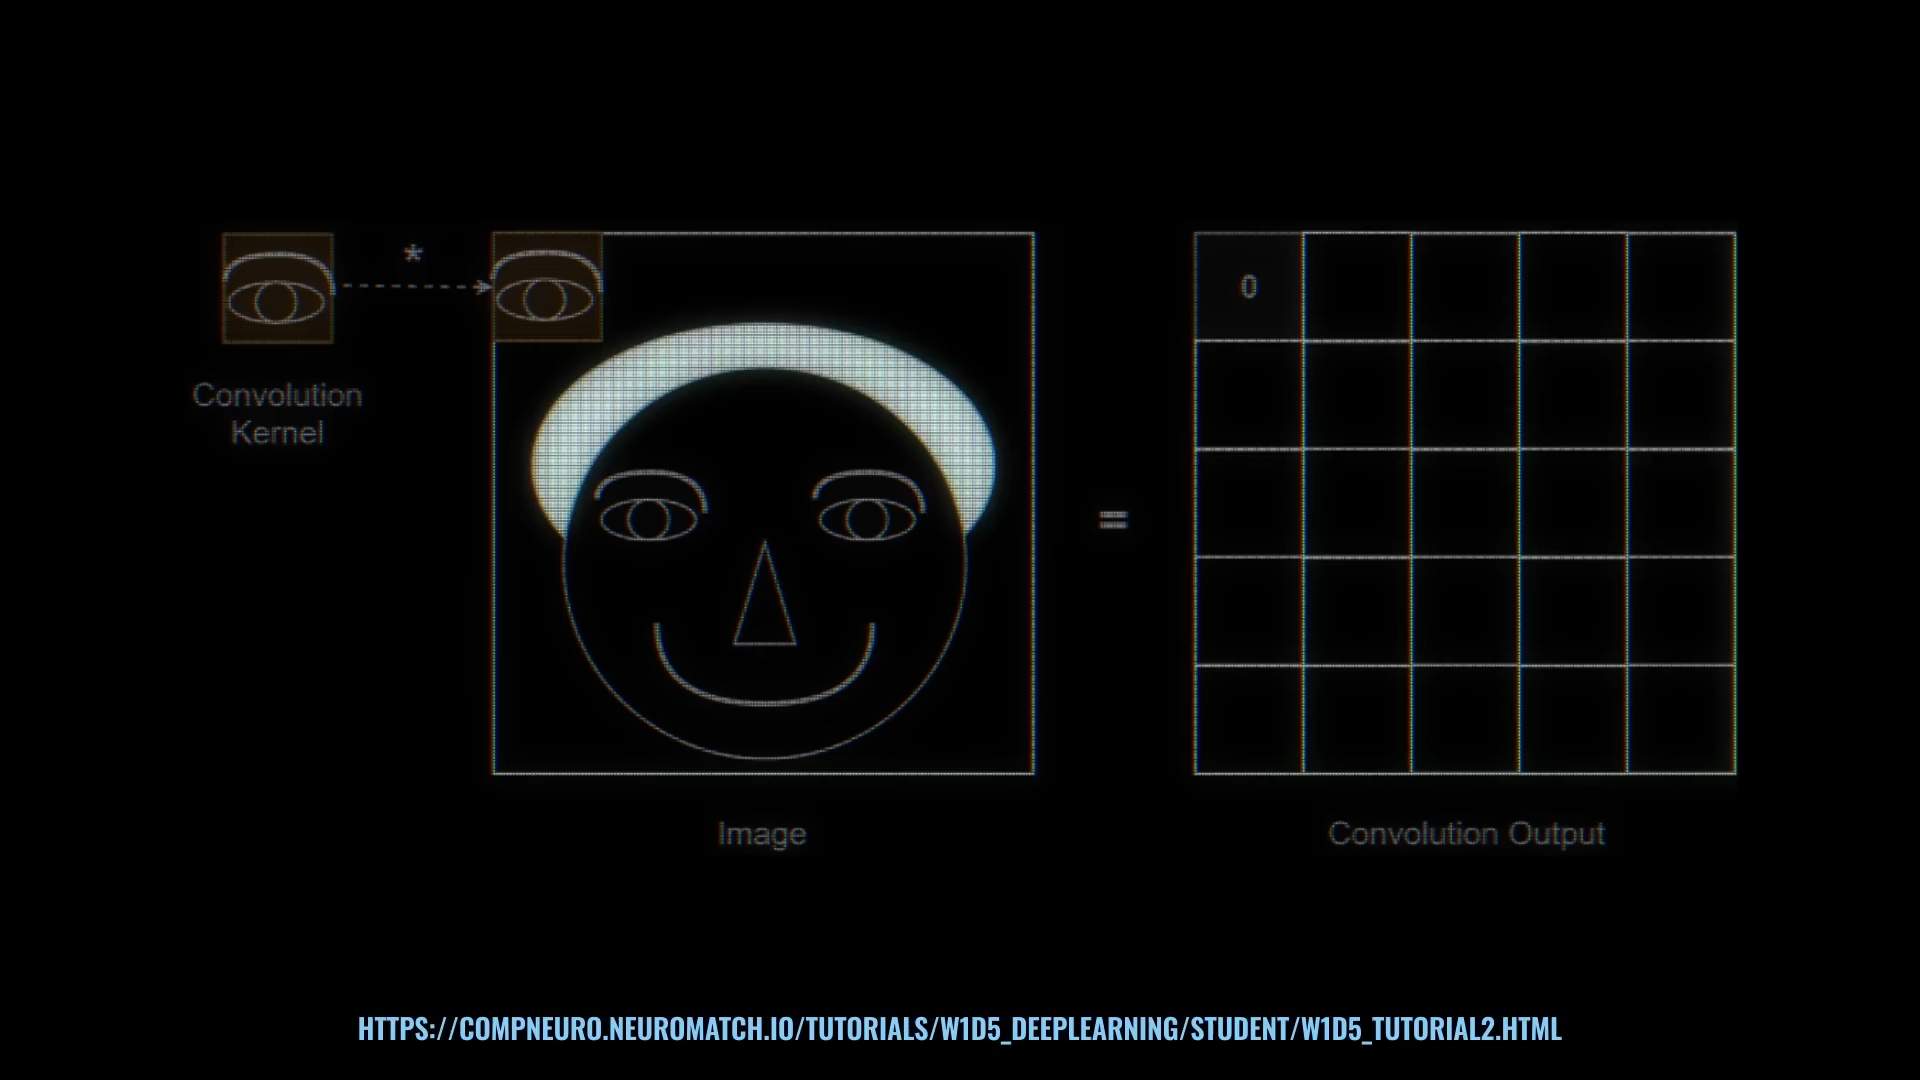 *
0
Convolution
Kernel
=
Image
Convolution Output
HTTPS://COMPNEURO.NEUROMATCH.IO/TUTORIALS/W1D5_DEEPLEARNING/STUDENT/W1D5_TUTORIAL2.HTML